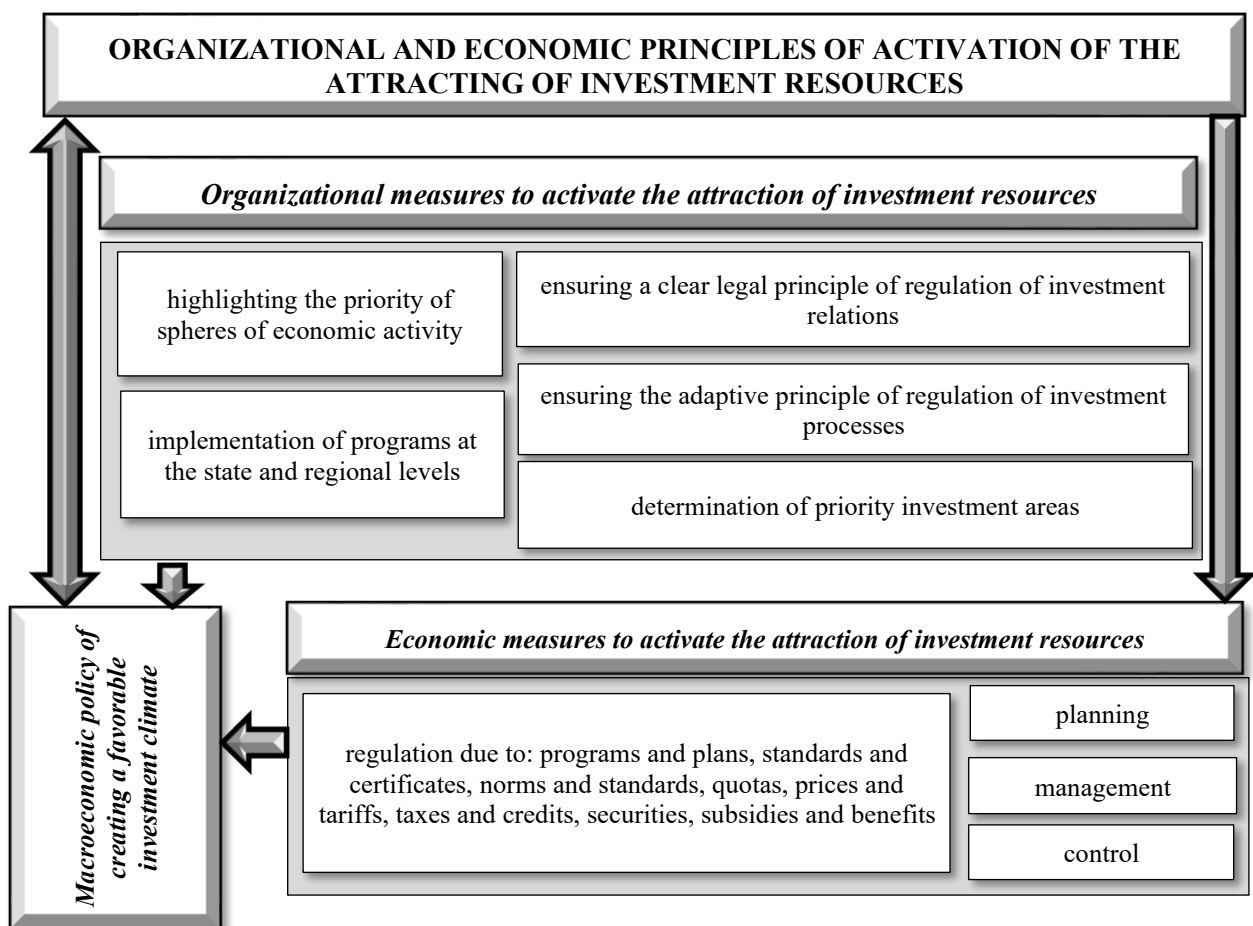 ORGANIZATIONAL AND ECONOMIC PRINCIPLES OF ACTIVATION OF THE
ATTRACTING OF INVESTMENT RESOURCES
Organizational measures to activate the attraction of investment resources
highlighting the priority of
spheres of economic activity
implementation of programs at
the state and regional levels
ensuring a clear legal principle of regulation of investment
relations
ensuring the adaptive principle of regulation of investment
processes
determination of priority investment areas
Macroeconomic policy of
creating a favorable
investment climate
Economic measures to activate the attraction of investment resources
regulation due to: programs and plans, standards and
certificates, norms and standards, quotas, prices and
tariffs, taxes and credits, securities, subsidies and benefits
planning
management
control